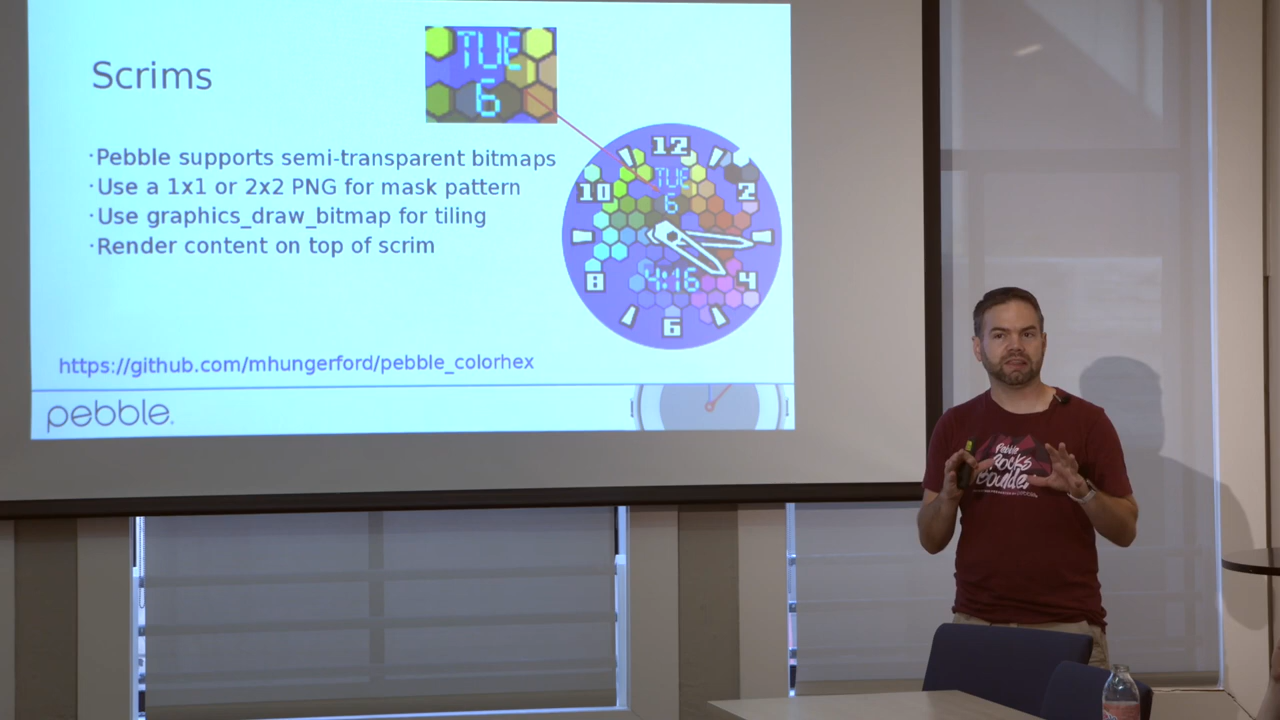 Scrims
TUE
6
·Pebble supports semi-transparent bitmaps
·Use a 1x1 or 2x2 PNG for mask pattern
·Use graphics_draw_bitmap for tiling
·Render content on top of scrim
12
10
2
TUE
6
8
4:16
4
6
https://github.com/mhungerford/pebble_colorhex
pebble.
Pebble
Rocks
Boulder